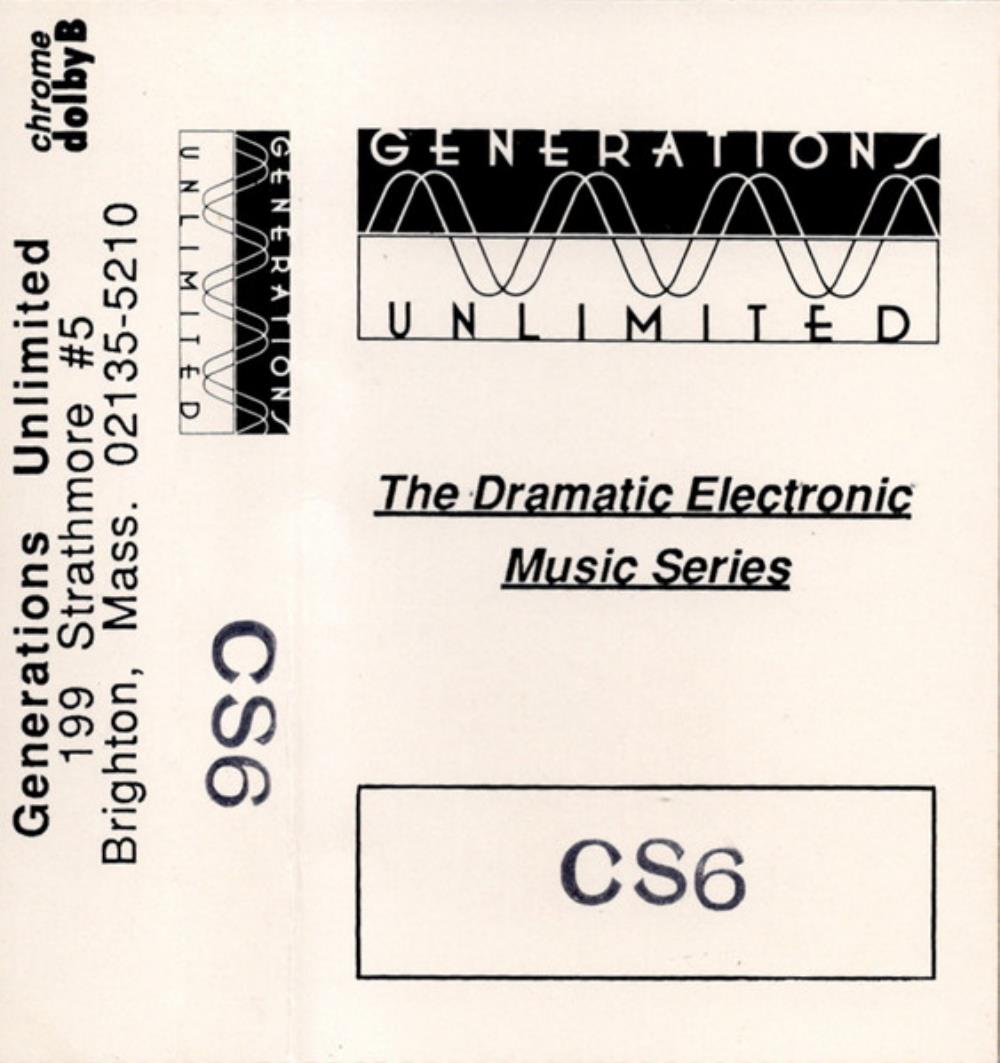 chrome
dolbyB
Generations Unlimited
199 Strathmore #5
Brighton, Mass. 02135-5210
GENERATIONS
UNLIMITED
CS6
GENERATIONS
UNLIMITED
The Dramatic Electronic
Music Series
CS6